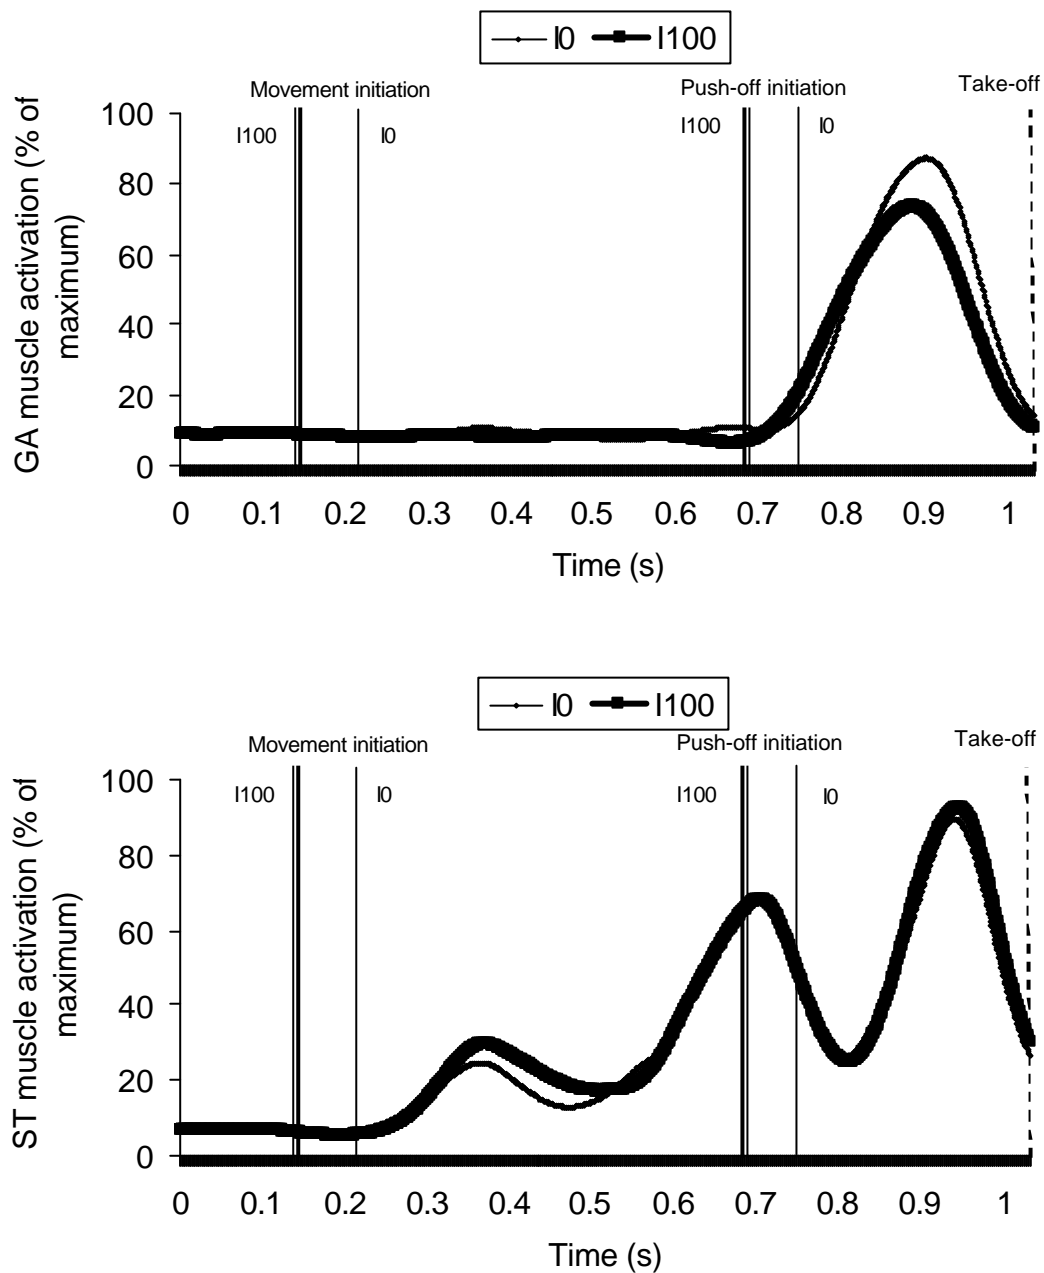 I0 I100
Movement initiation Push-off initiation Take-off
I100 I0 I100 I0
GA muscle activation (% of
maximum)
100
80
60
40
20
0
0 0.1 0.2 0.3 0.4 0.5 0.6 0.7 0.8 0.9 1
Time (s)
I0 I100
Movement initiation Push-off initiation Take-off
I100 I0 I100 I0
ST muscle activation (% of
maximum)
100
80
60
40
20
0
0 0.1 0.2 0.3 0.4 0.5 0.6 0.7 0.8 0.9 1
Time (s)